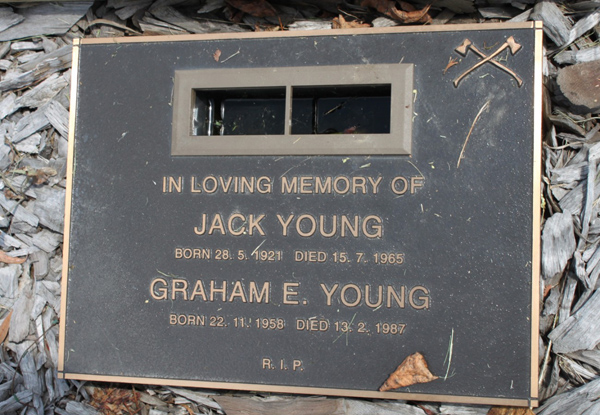 IN LOVING MEMORY OF
JACK YOUNG
BORN 28. 5. 1921 DIED 15. 7. 1965
GRAHAM E. YOUNG
BORN 22. 11. 1958 DIED 13. 2. 1987
R. I. P.